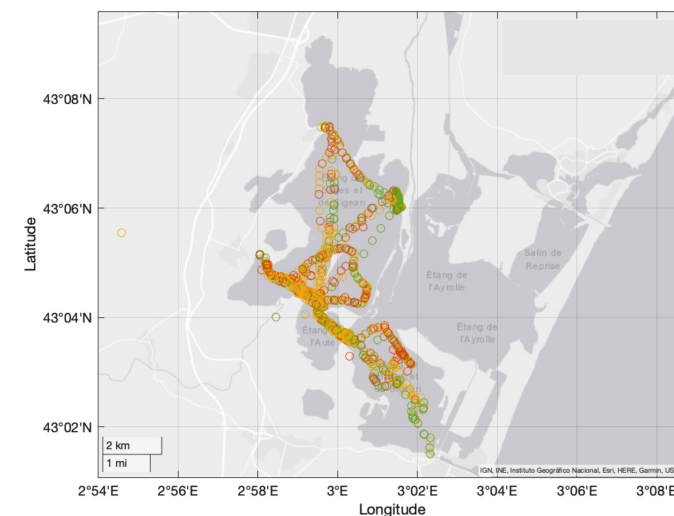 43°08'N
43°06'N
43°04'N
43°02'N
Latitude
Étang de
l'Ayrolle
Salin de
Reprise
Étang de
l'Ayrolle
Étang
l'Aute
2 km
1 mi
IGN, INE, Instituto Geográfico Nacional, Esri, HERE, Garmin, US
2°54'E
2°56'E
2°58'E
3°E
3°02'E
3°04'E
3°06'E
3°08'E
Longitude